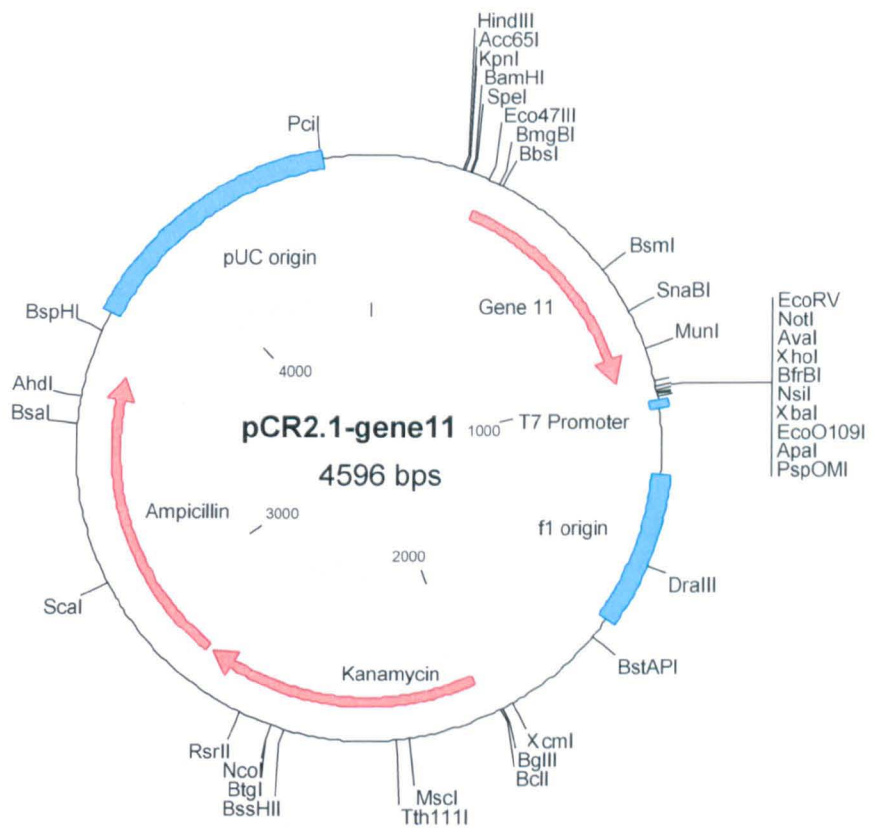 HindIII
Acc65I
KpnI
BamHI
SpeI
Eco47III
BmgBI
BbsI
PciI
BsmI
pUC origin
SnaBI
EcoRV
NotI
AvaI
XhoI
BfrBI
NsiI
XbaI
EcoO109I
ApaI
PspOMI
Gene 11
BspHI
MunI
4000
AhdI
BsaI
pCR2.1-gene11
1000
T7 Promoter
4596 bps
Ampicillin
3000
f1 origin
2000
DraIII
ScaI
BstAPI
Kanamycin
XcmI
BglII
BclI
RsrII
NcoI
BtgI
BssHII
MscI
Tth111I